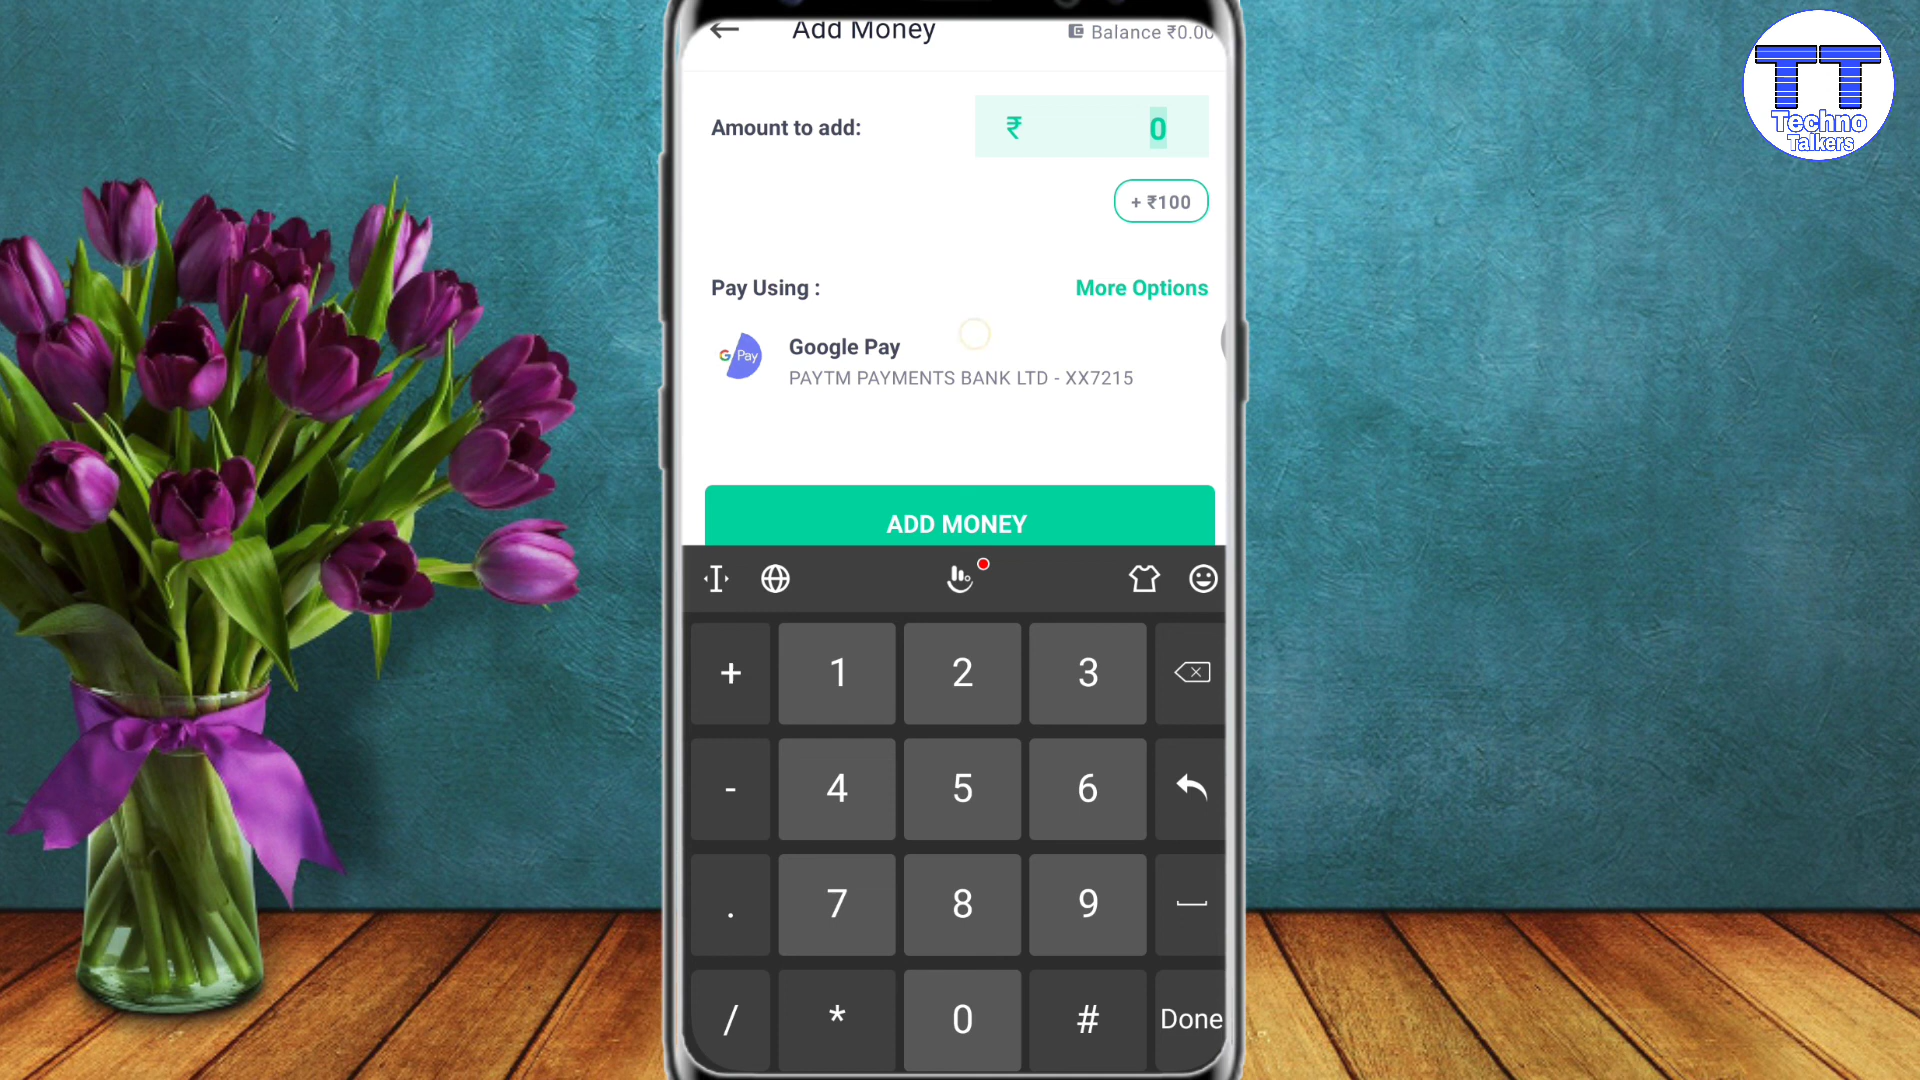 Add Money
Balance ₹0.00
Amount to add:
₹ 0
+ ₹100
Pay Using :
More Options
G Pay
Google Pay
PAYTM PAYMENTS BANK LTD - XX7215
ADD MONEY
+ 1 2 3
- 4 5 6
. 7 8 9
/ * 0 # Done
TT
Techno
Talkers